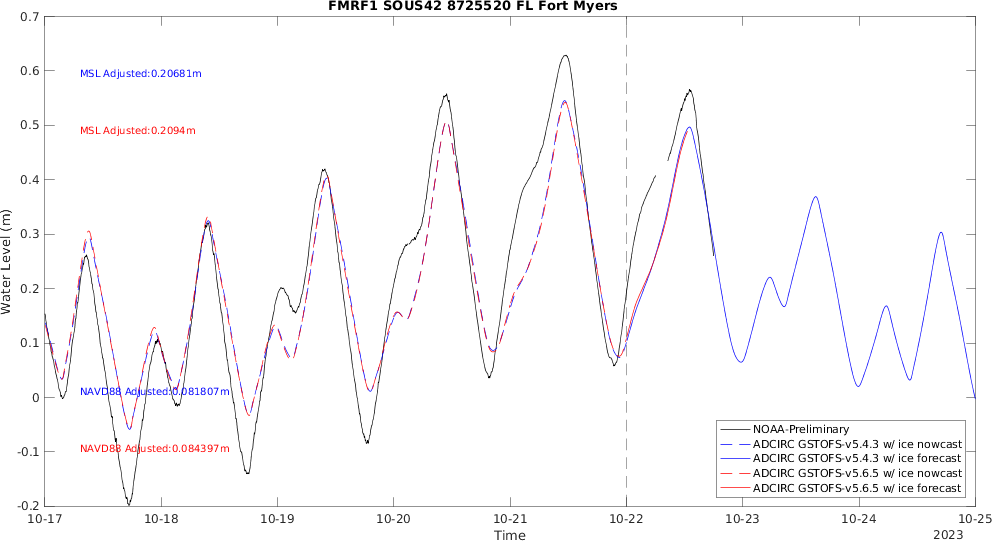 FMRF1 SOUS42 8725520 FL Fort Myers
0.7
0.6
0.5
0.4
0.3
0.2
0.1
0
-0.1
-0.2
Water Level (m)
MSL Adjusted:0.20681m
MSL Adjusted:0.2094m
NAVD88 Adjusted:0.081807m
NAVD88 Adjusted:0.084397m
NOAA-Preliminary
ADCIRC GSTOFS-v5.4.3 w/ ice nowcast
ADCIRC GSTOFS-v5.4.3 w/ ice forecast
ADCIRC GSTOFS-v5.6.5 w/ ice nowcast
ADCIRC GSTOFS-v5.6.5 w/ ice forecast
10-17 10-18 10-19 10-20 10-21 10-22 10-23 10-24 10-25
Time
2023